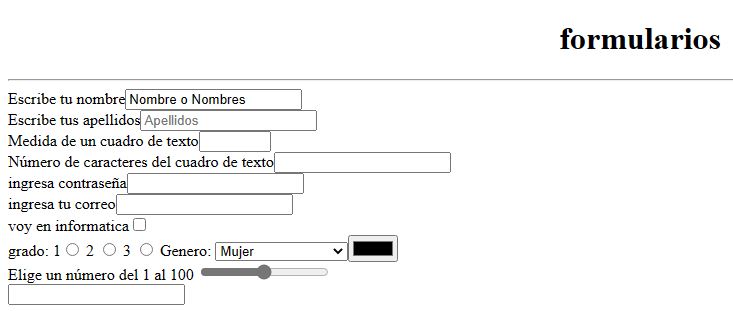 formularios
Escribe tu nombre Nombre o Nombres
Escribe tus apellidos Apellidos
Medida de un cuadro de texto
Número de caracteres del cuadro de texto
ingresa contraseña
ingresa tu correo
voy en informatica
grado: 1 2 3 Genero: Mujer
Elige un número del 1 al 100